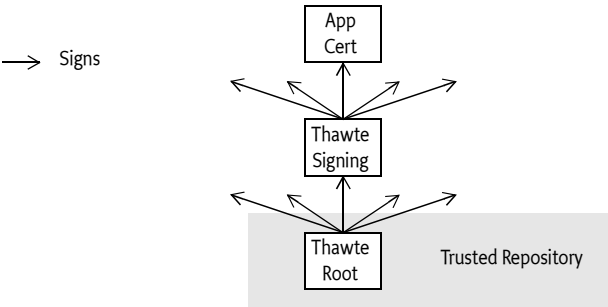 App
Cert
Signs
Thawte
Signing
Thawte
Root
Trusted Repository